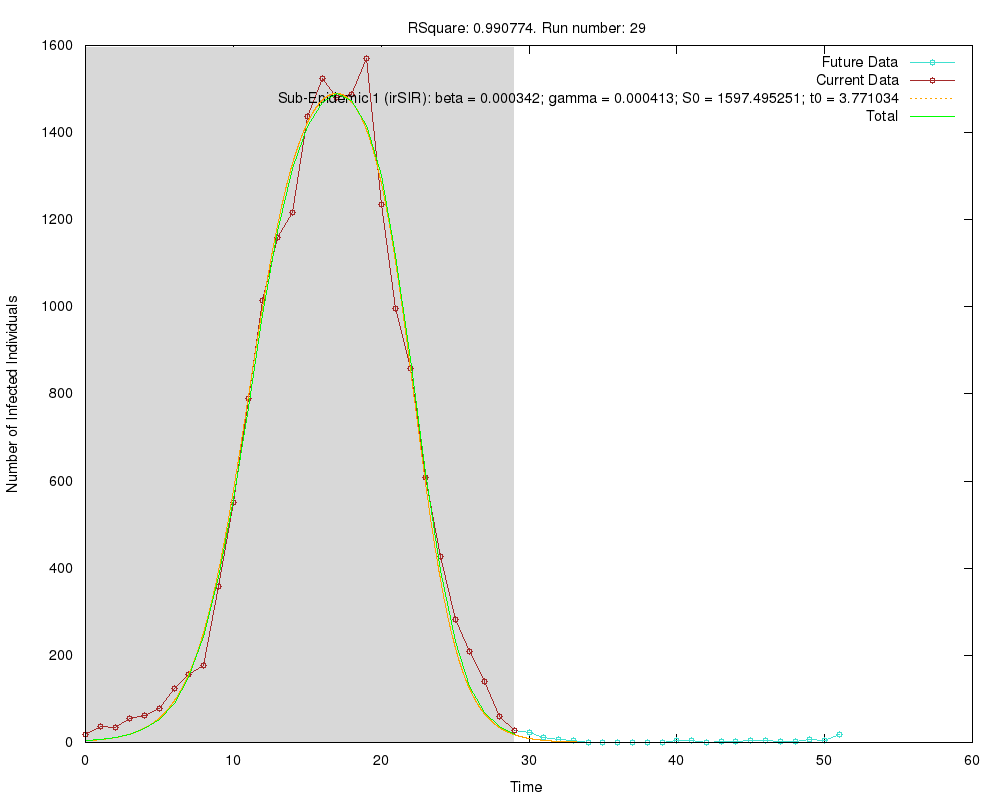 RSquare: 0.990774. Run number: 29
1600
1400
1200
1000
800
600
400
200
0
Number of Infected Individuals
Future Data
Current Data
Sub-Epidemic 1 (irSIR): beta = 0.000342; gamma = 0.000413; S0 = 1597.495251; t0 = 3.771034
Total
0 10 20 30 40 50 60
Time